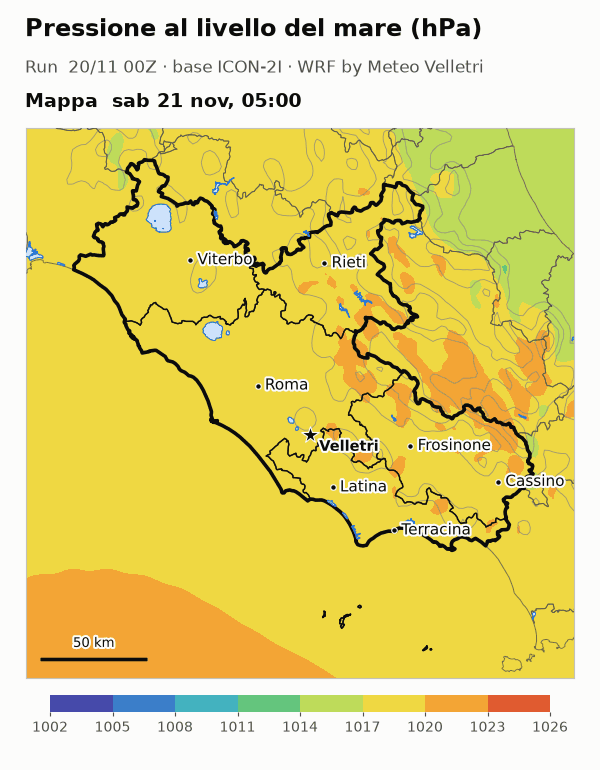 Pressione al livello del mare (hPa)
Run  20/11 00Z · base ICON-2I · WRF by Meteo Velletri
Mappa  sab 21 nov, 05:00
Viterbo
Rieti
Roma
Velletri
Frosinone
Latina
Cassino
Terracina
50 km
1002 1005 1008 1011 1014 1017 1020 1023 1026